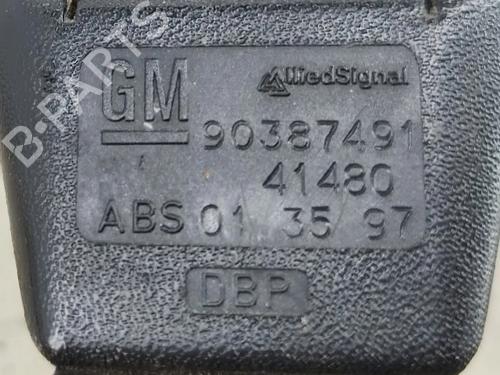 GM AlliedSignal
90387491
41480
ABS 01 35 97
DBP
B-PARTS